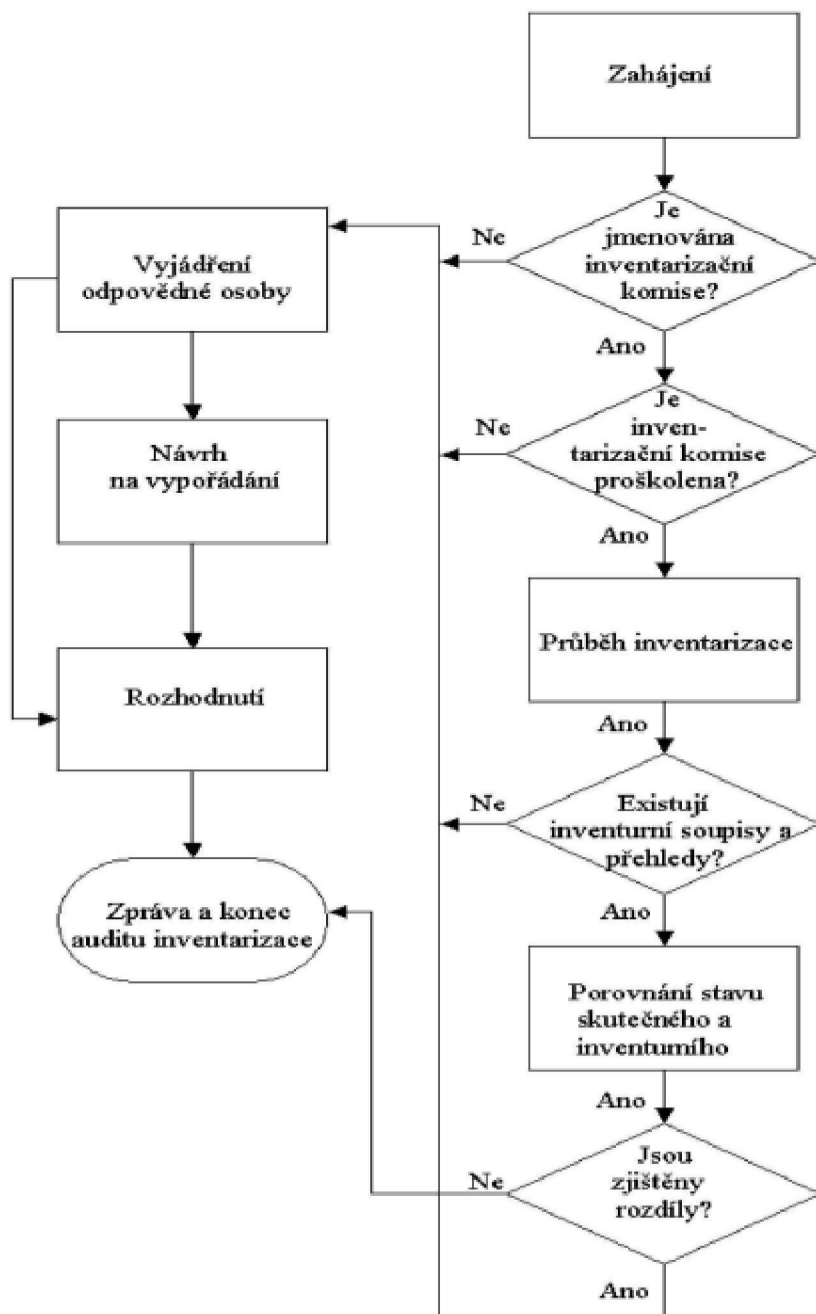 Zahájení
Je
jmenována
inventarizační
komise?
Ne
Ano
Je
inven-
tarizační komise
proškolena?
Ne
Ano
Průběh inventarizace
Ano
Existují
inventurní soupisy a
přehledy?
Ne
Ano
Porovnání stavu
skutečného a
inventurního
Ano
Jsou
zjištěny
rozdíly?
Ne
Ano
Vyjádření
odpovědné osoby
Návrh
na vypořádání
Rozhodnutí
Zpráva a konec
auditu inventarizace